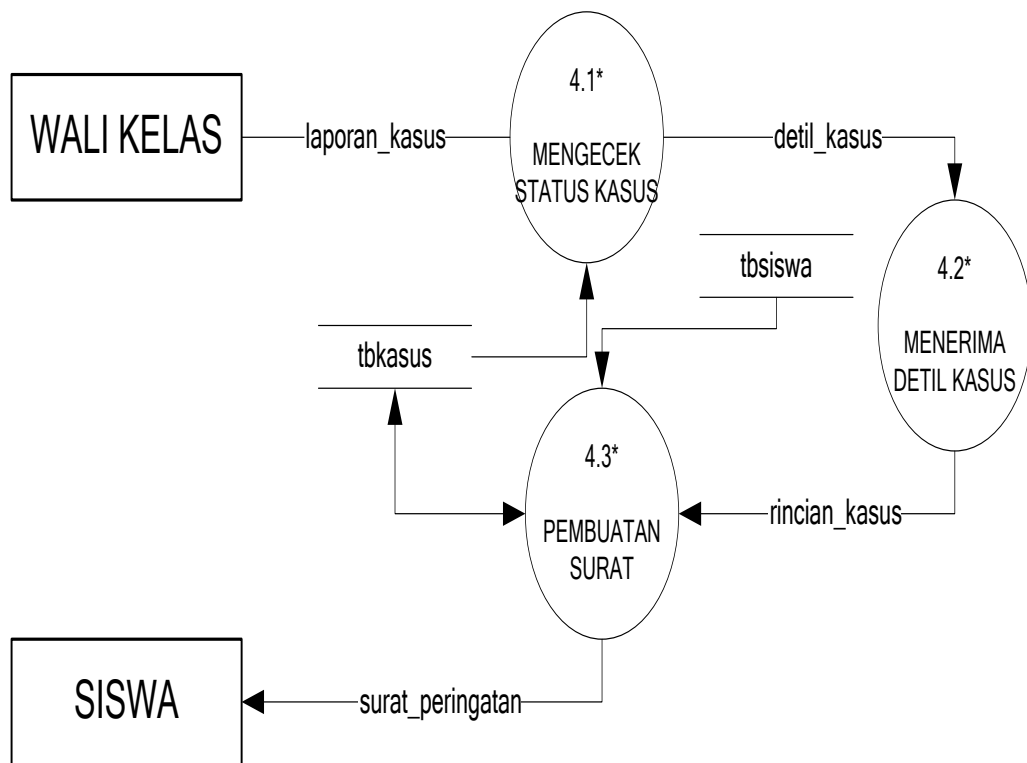 4.1*
WALI KELAS
laporan_kasus
detil_kasus
MENGECEK
STATUS KASUS
tbsiswa
4.2*
tbkasus
MENERIMA
DETIL KASUS
4.3*
rincian_kasus
PEMBUATAN
SURAT
SISWA
surat_peringatan